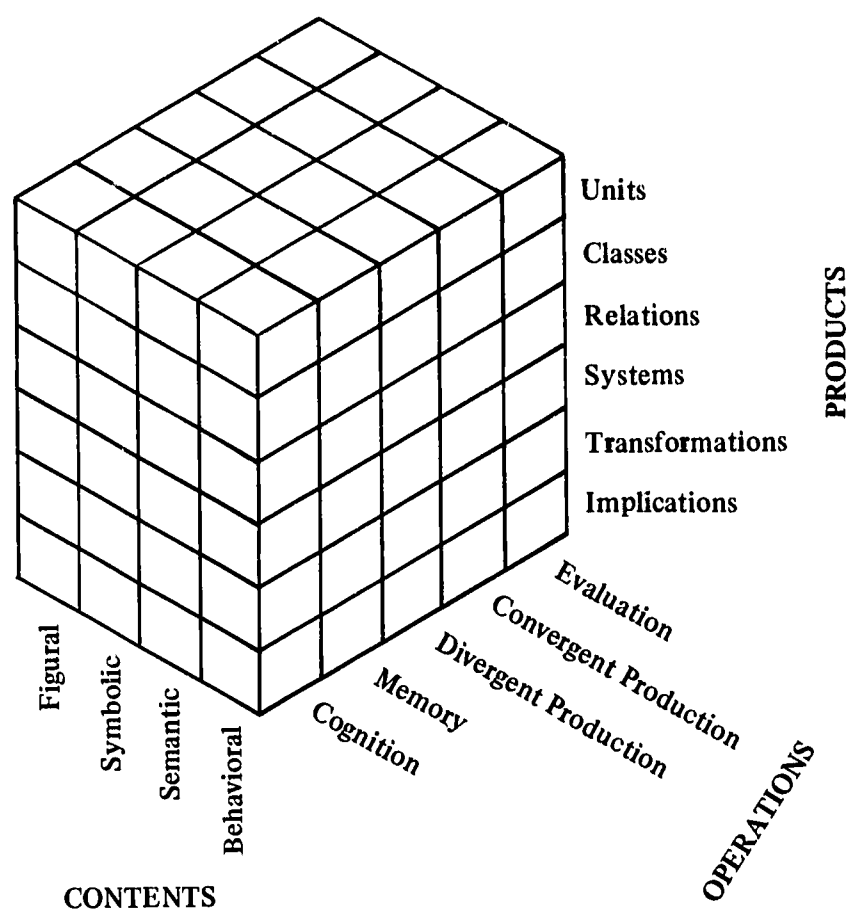 Units
Classes
Relations
Systems
Transformations
Implications
PRODUCTS
Evaluation
Convergent Production
Divergent Production
Memory
Cognition
OPERATIONS
Figural
Symbolic
Semantic
Behavioral
CONTENTS